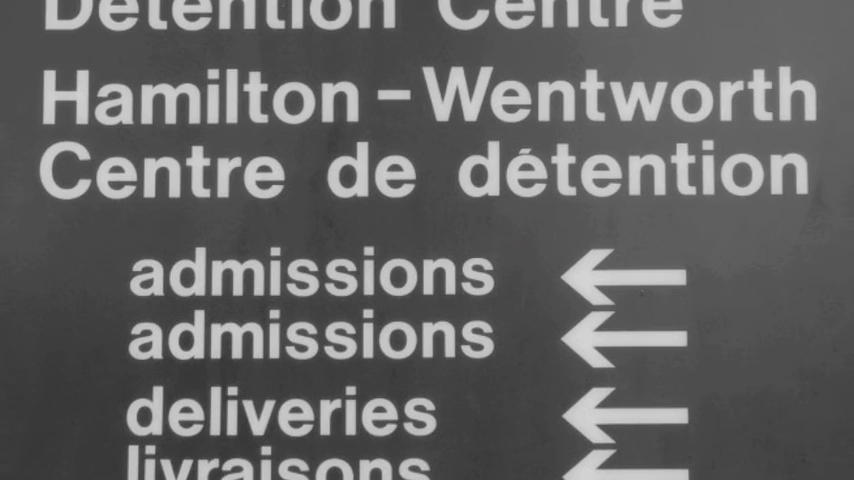 Detention Centre
Hamilton-Wentworth
Centre de détention
admissions ←
admissions ←
deliveries ←
livraisons ←